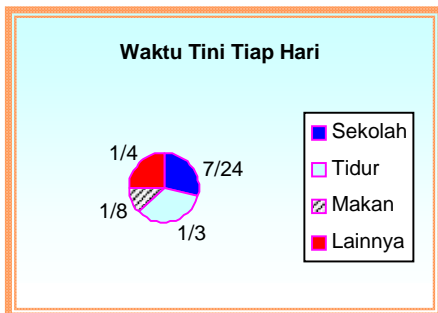 Waktu Tini Tiap Hari
1/4
7/24
1/8
1/3
Sekolah
Tidur
Makan
Lainnya